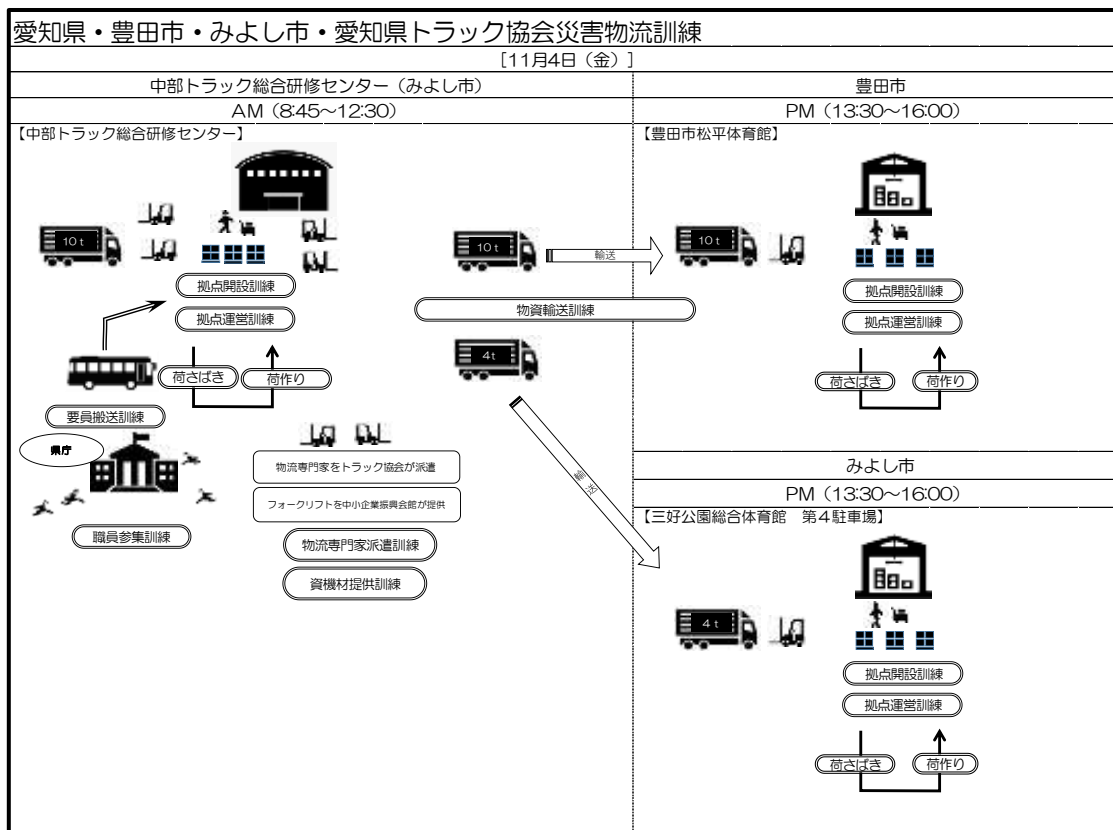 愛知県・豊田市・みよし市・愛知県トラック協会災害物流訓練
[11月4日（金）]
中部トラック総合研修センター（みよし市）
AM（8:45～12:30）
【中部トラック総合研修センター】
10ｔ
拠点開設訓練
拠点運営訓練
荷さばき
荷作り
要員搬送訓練
県庁
職員参集訓練
物流専門家をトラック協会が派遣
フォークリフトを中小企業振興会館が提供
物流専門家派遣訓練
資機材提供訓練
10ｔ
輸送
物資輸送訓練
4ｔ
輸送
豊田市
PM（13:30～16:00）
【豊田市松平体育館】
10ｔ
拠点開設訓練
拠点運営訓練
荷さばき
荷作り
みよし市
PM（13:30～16:00）
【三好公園総合体育館　第４駐車場】
4ｔ
拠点開設訓練
拠点運営訓練
荷さばき
荷作り